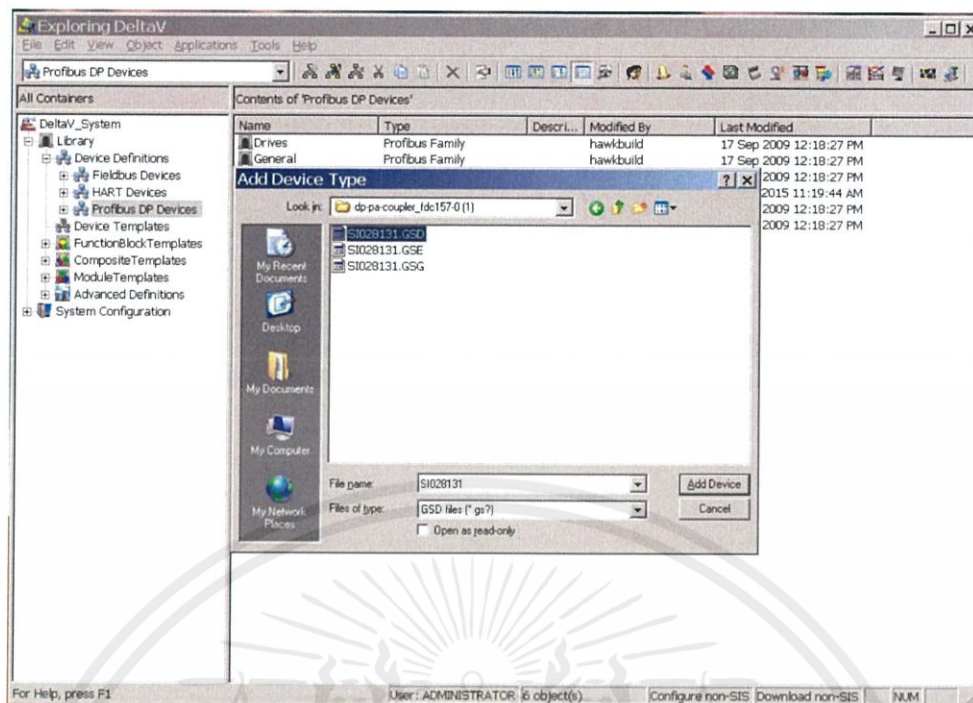 Exploring DeltaV
File Edit View Object Applications Tools Help
Profibus DP Devices
All Containers
Contents of 'Profibus DP Devices'
DeltaV_System
Library
Device Definitions
Fieldbus Devices
HART Devices
Profibus DP Devices
Device Templates
FunctionBlockTemplates
CompositeTemplates
ModuleTemplates
Advanced Definitions
System Configuration
Name Type Descri... Modified By Last Modified
Drives Profibus Family hawkbuild 17 Sep 2009 12:18:27 PM
General Profibus Family hawkbuild 17 Sep 2009 12:18:27 PM
2009 12:18:27 PM
2015 11:19:44 AM
2009 12:18:27 PM
2009 12:18:27 PM
Add Device Type
Look in: dp-pa-coupler_fdc157-0 (1)
SI028131.GSD
SI028131.GSE
SI028131.GSG
My Recent Documents
Desktop
My Documents
My Computer
My Network Places
File name: SI028131 Add Device
Files of type: GSD files (*.gs?) Cancel
Open as read-only
For Help, press F1 User : ADMINISTRATOR 6 object(s) Configure non-SIS Download non-SIS NUM